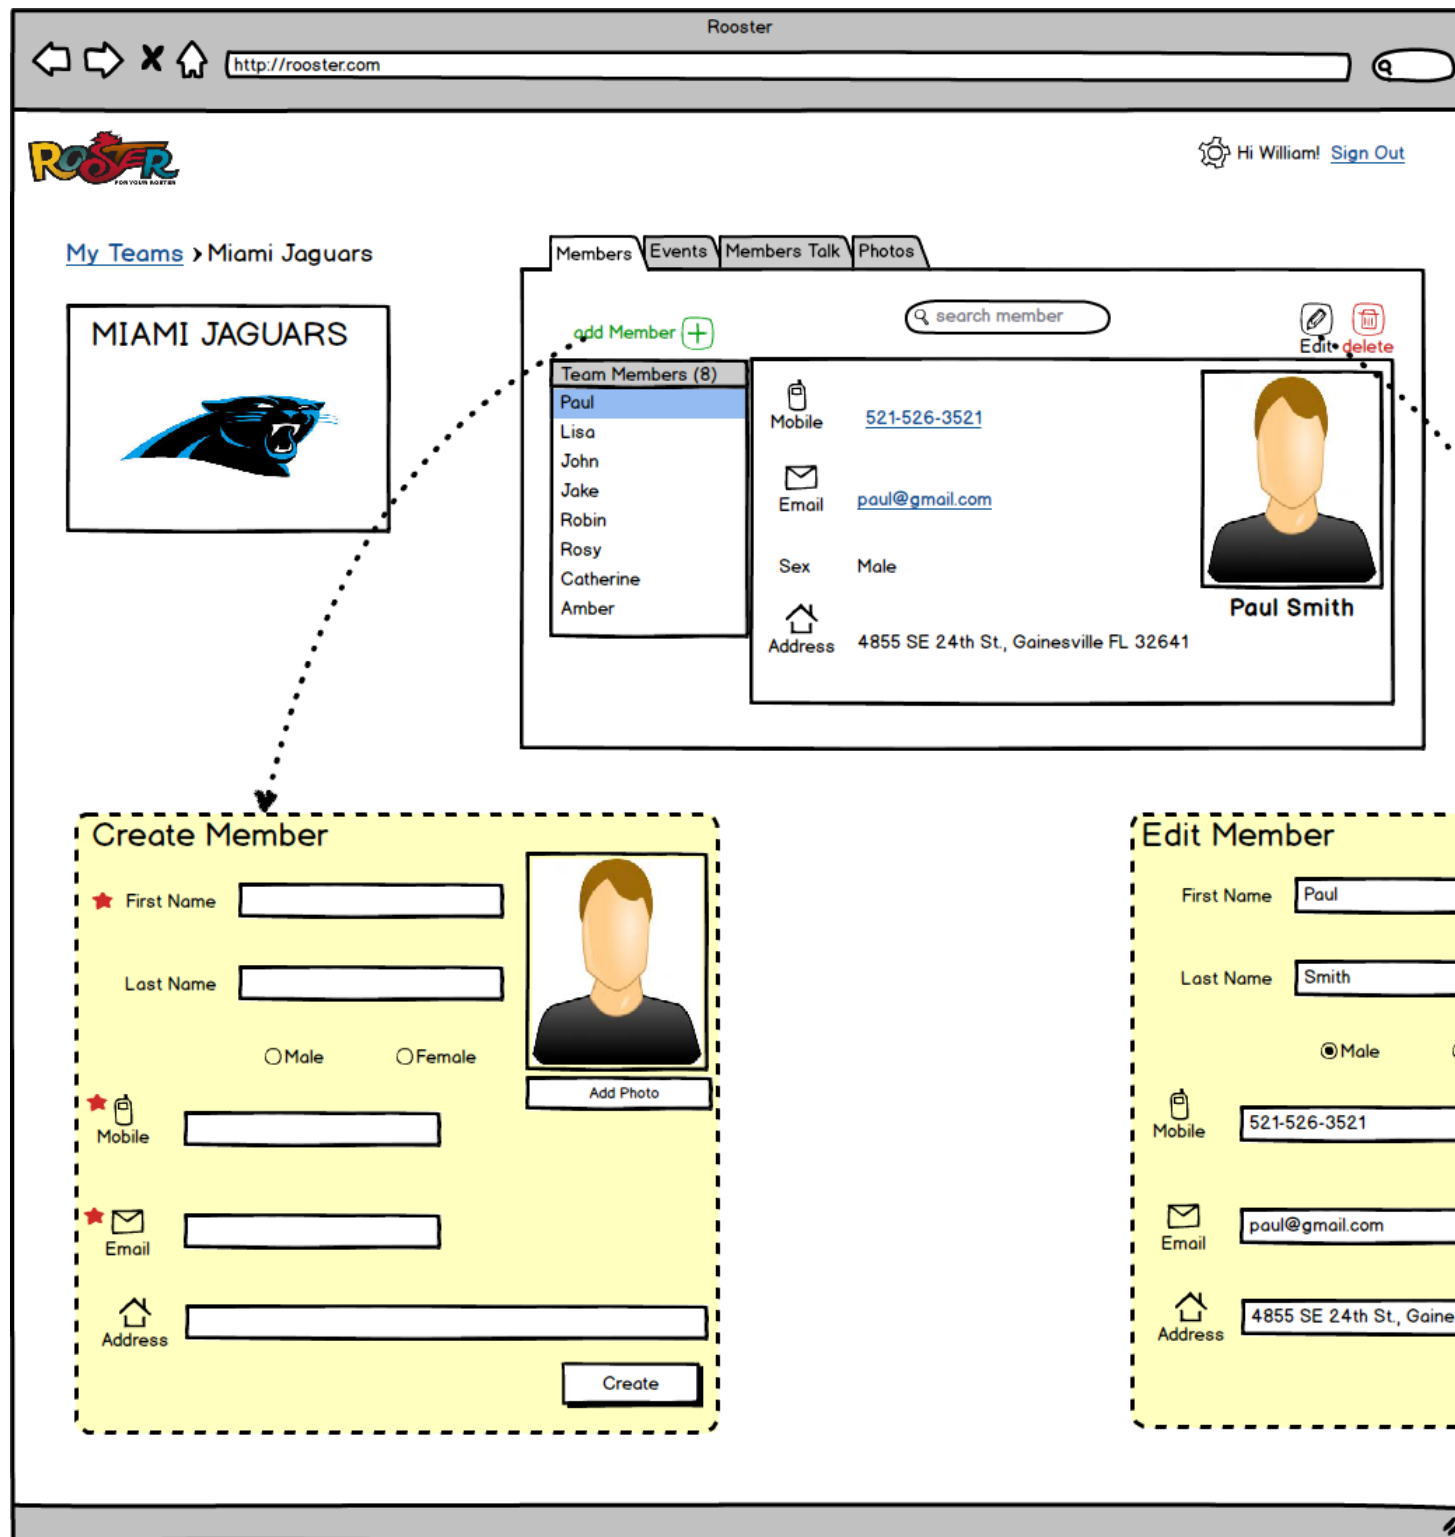 Rooster
http://rooster.com
ROOSTER
FOR YOUR ROSTER
Hi William! Sign Out
My Teams > Miami Jaguars
MIAMI JAGUARS
Members Events Members Talk Photos
add Member
search member
Edit delete
Team Members (8)
Paul
Lisa
John
Jake
Robin
Rosy
Catherine
Amber
Mobile 521-526-3521
Email paul@gmail.com
Sex Male
Address 4855 SE 24th St., Gainesville FL 32641
Paul Smith
Create Member
First Name
Last Name
Male Female
Add Photo
Mobile
Email
Address
Create
Edit Member
First Name Paul
Last Name Smith
Male
Mobile 521-526-3521
Email paul@gmail.com
Address 4855 SE 24th St., Gaine